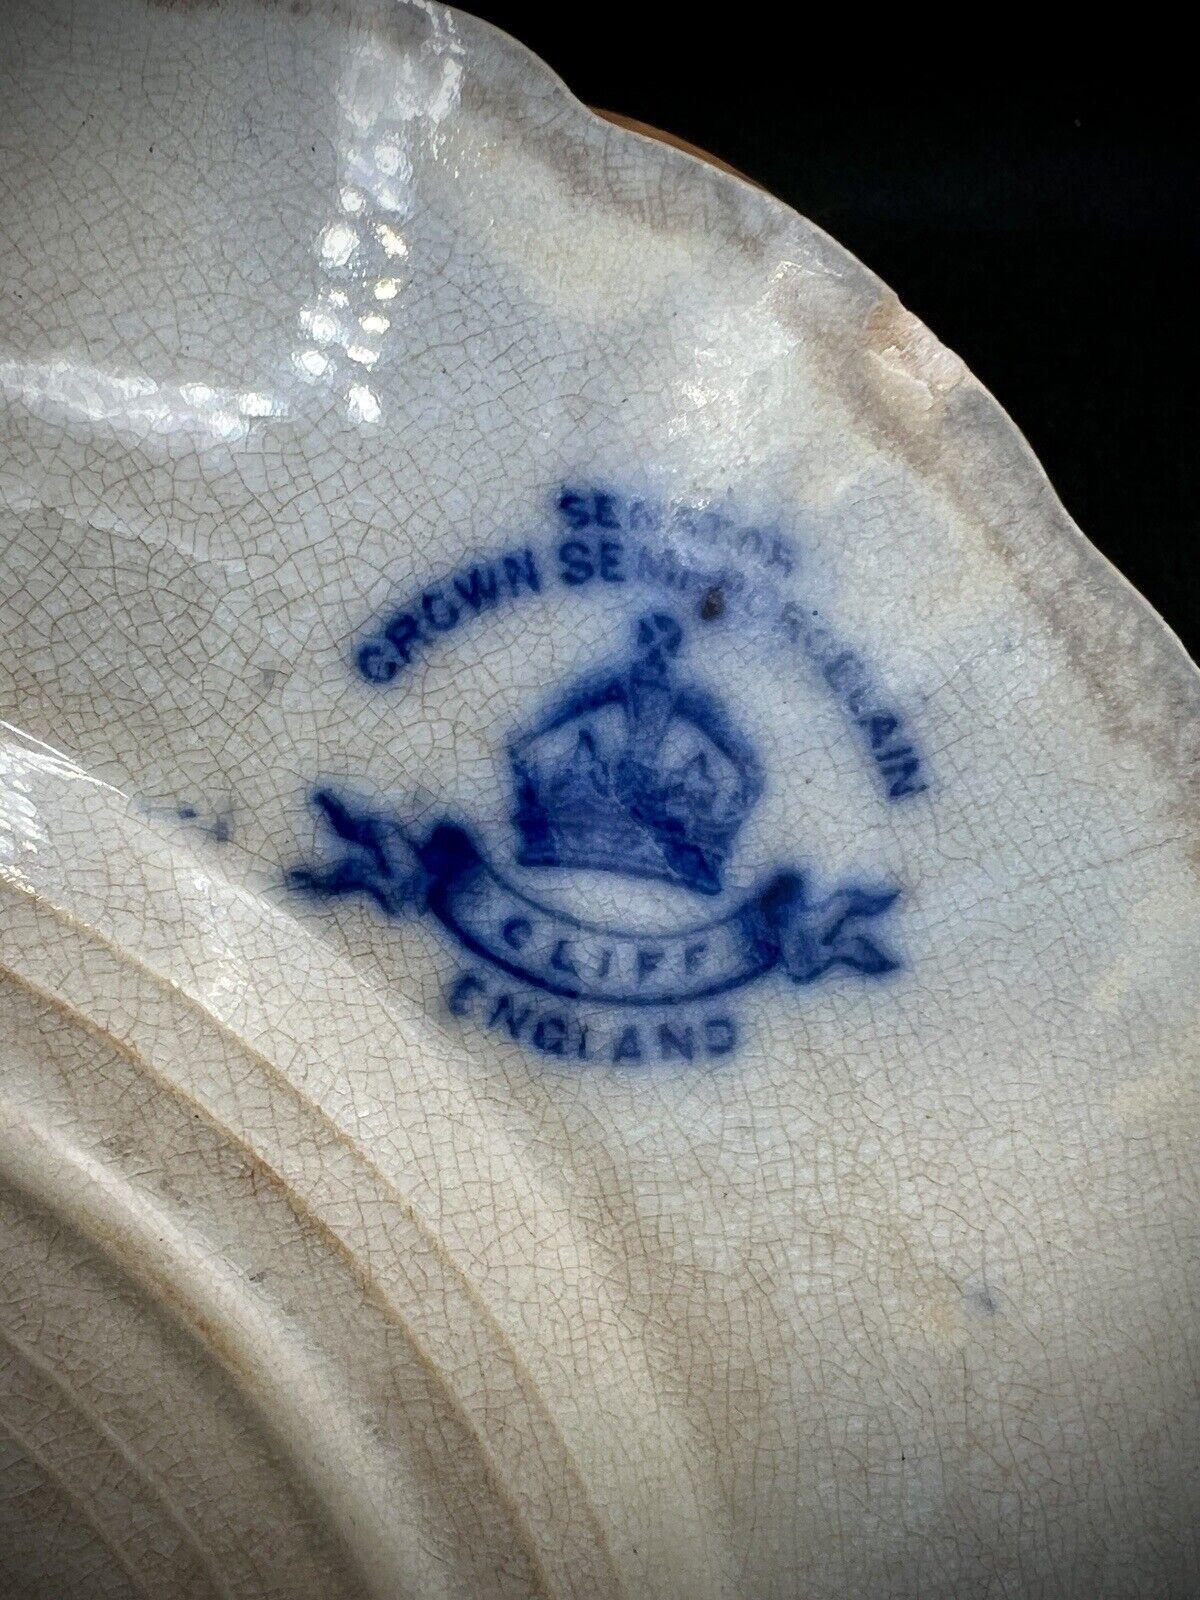 SENATOR
CROWN SEMI PORCELAIN
CLIFF
ENGLAND